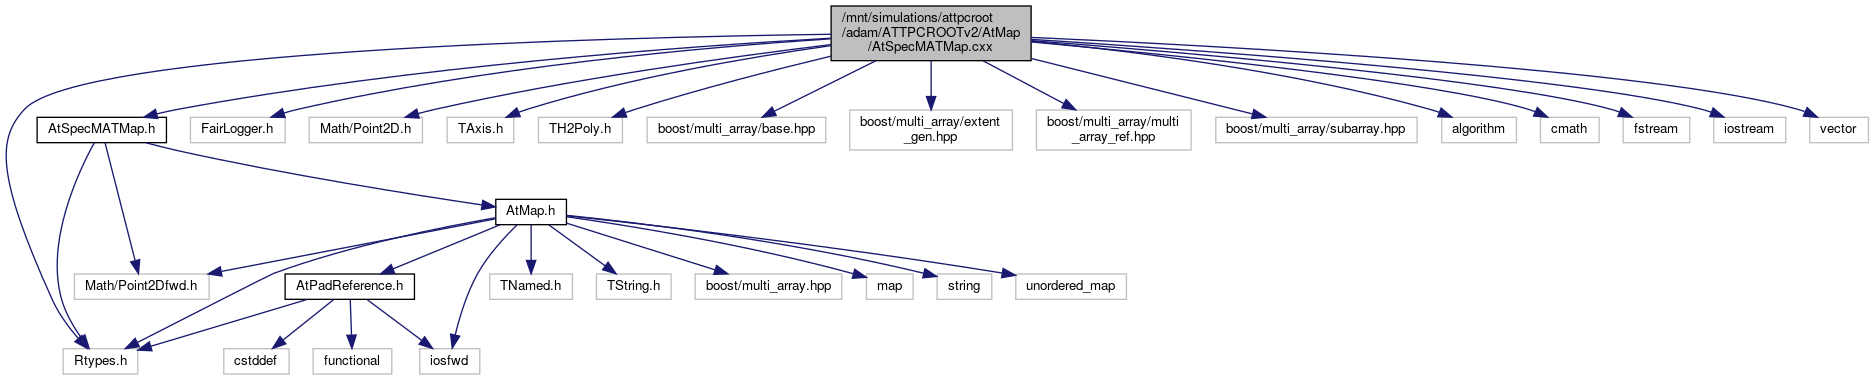 /mnt/simulations/attpcroot
/adam/ATTPCROOTv2/AtMap
/AtSpecMATMap.cxx
AtSpecMATMap.h
FairLogger.h
Math/Point2D.h
TAxis.h
TH2Poly.h
boost/multi_array/base.hpp
boost/multi_array/extent
_gen.hpp
boost/multi_array/multi
_array_ref.hpp
boost/multi_array/subarray.hpp
algorithm
cmath
fstream
iostream
vector
AtMap.h
Math/Point2Dfwd.h
AtPadReference.h
TNamed.h
TString.h
boost/multi_array.hpp
map
string
unordered_map
Rtypes.h
cstddef
functional
iosfwd